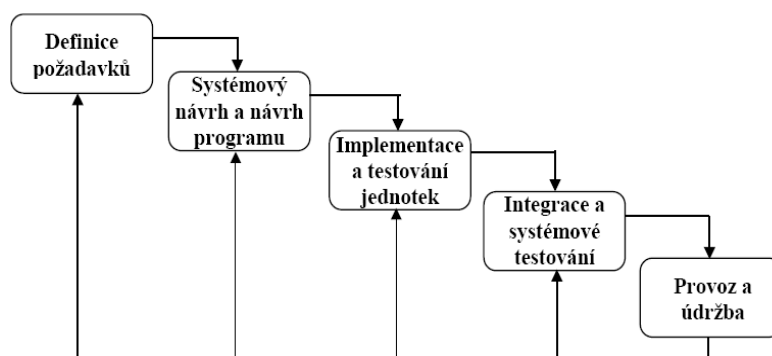 Definice
požadavků
Systémový
návrh a návrh
programu
Implementace
a testování
jednotek
Integrace a
systémové
testování
Provoz a
údržba